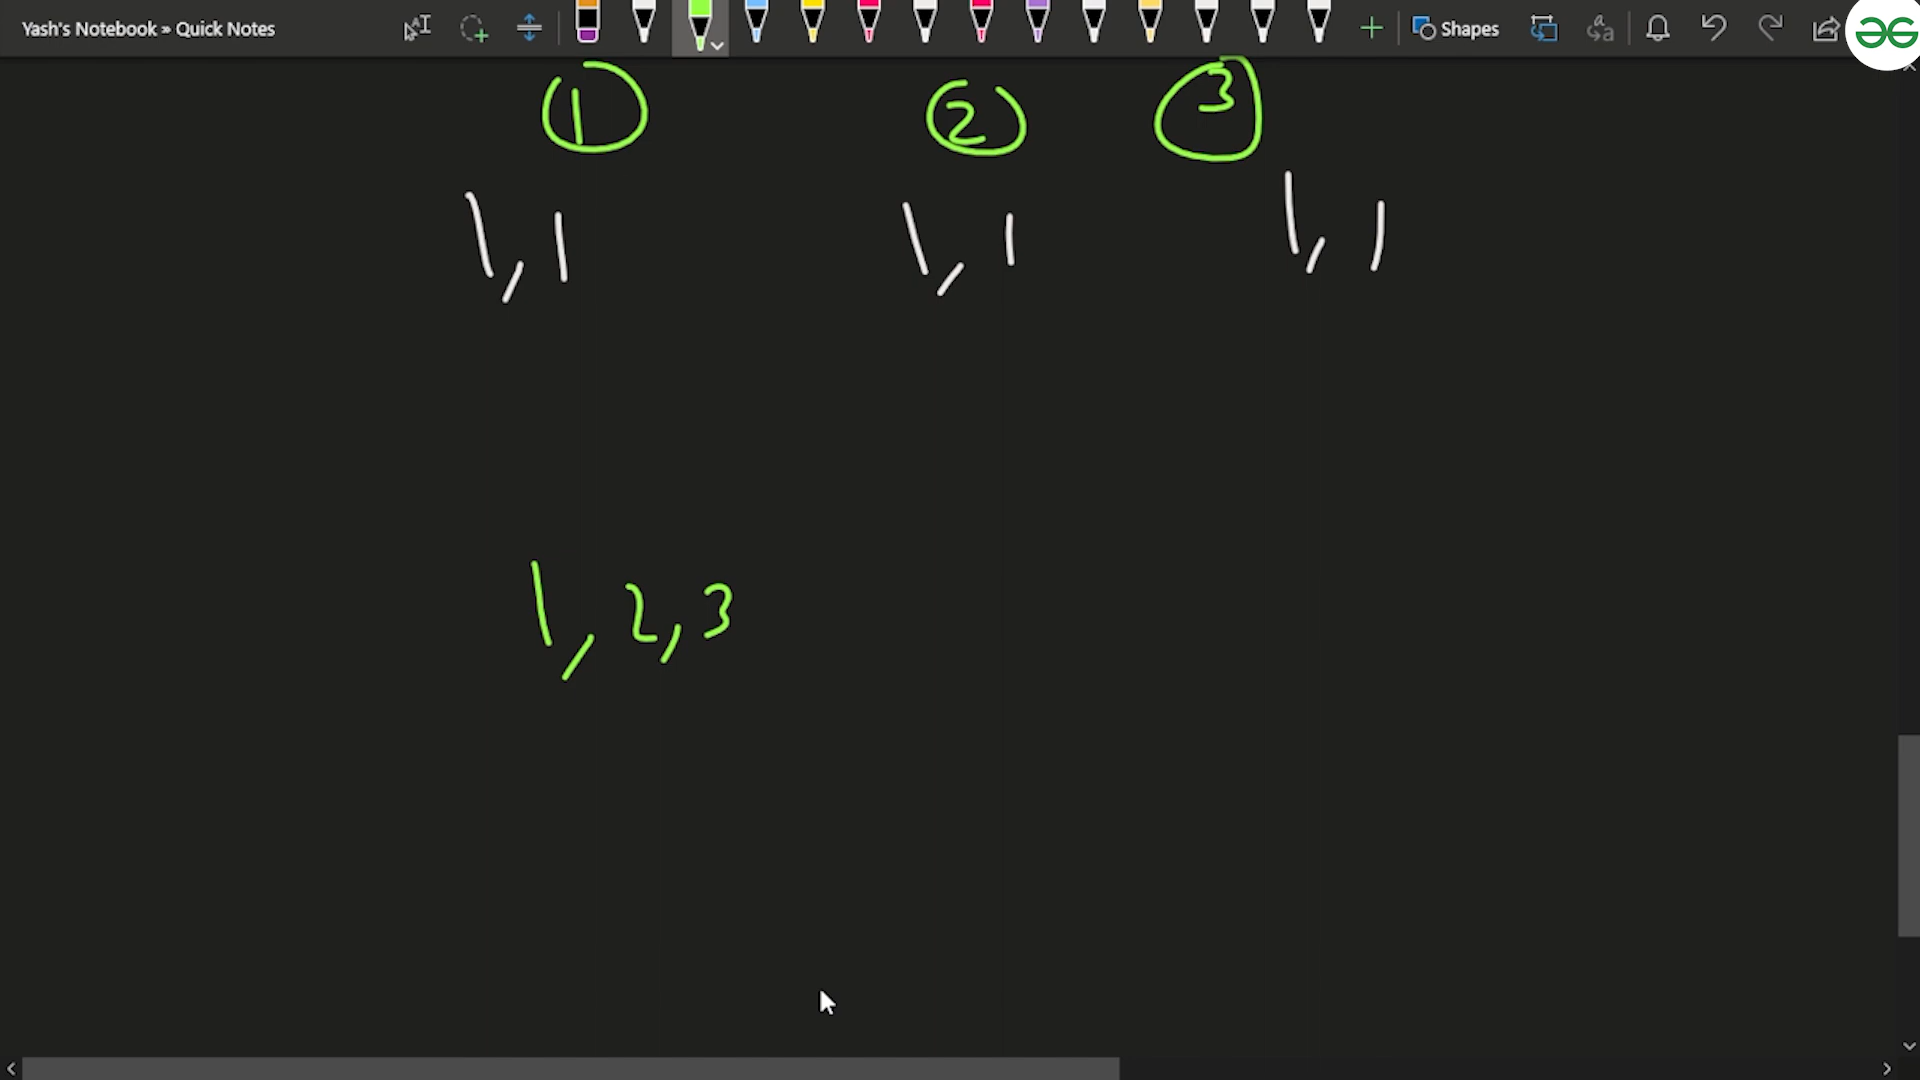 Yash's Notebook » Quick Notes
Shapes
1 2 3
1, 1 1, 1 1, 1
1, 2, 3